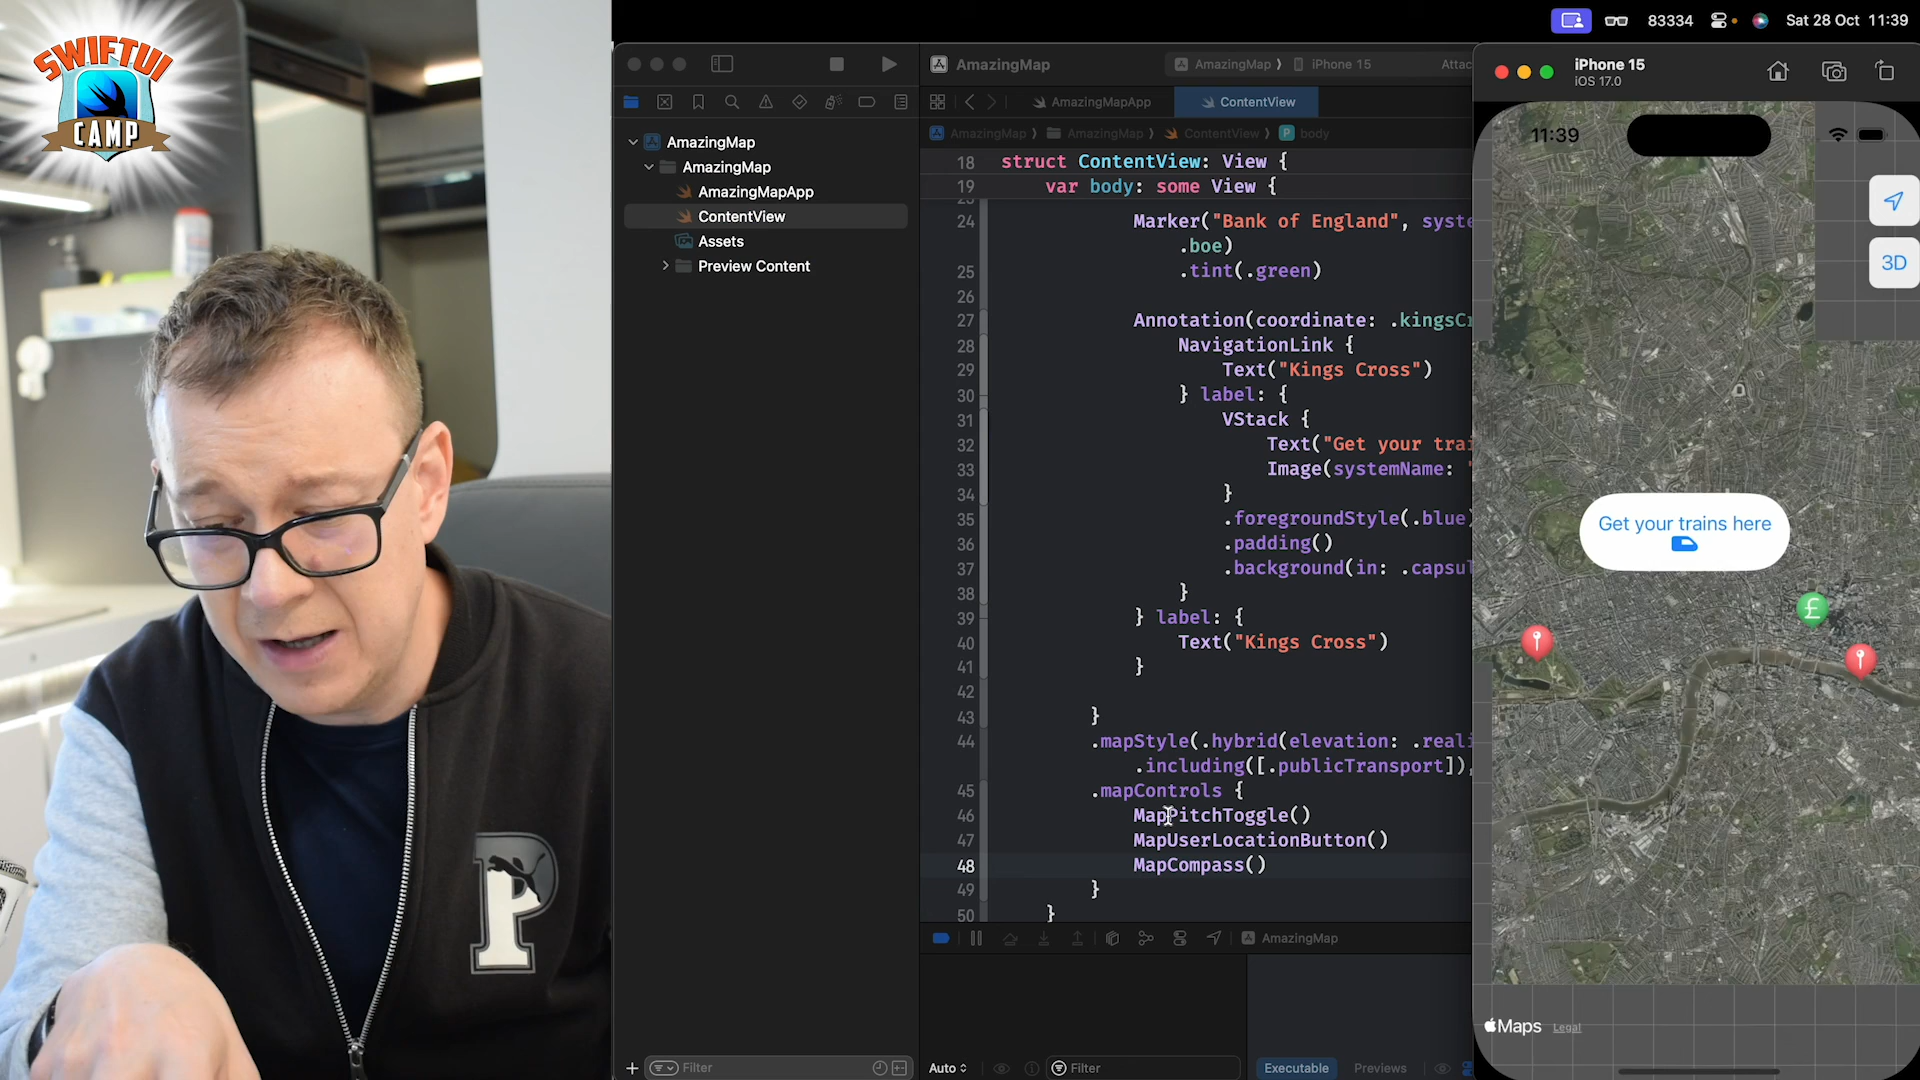 SWIFTUI
CAMP
83334
Sat 28 Oct 11:39
AmazingMap
AmazingMap
iPhone 15
Attac
iPhone 15
iOS 17.0
AmazingMapApp
ContentView
AmazingMap
AmazingMap
ContentView
body
AmazingMap
AmazingMap
AmazingMapApp
ContentView
Assets
Preview Content
18 struct ContentView: View {
19 var body: some View {
24 Marker("Bank of England", syste
.boe)
25 .tint(.green)
26
27 Annotation(coordinate: .kingsCr
28 NavigationLink {
29 Text("Kings Cross")
30 } label: {
31 VStack {
32 Text("Get your trai
33 Image(systemName: "
34 }
35 .foregroundStyle(.blue)
36 .padding()
37 .background(in: .capsul
38 }
39 } label: {
40 Text("Kings Cross")
41 }
42
43 }
44 .mapStyle(.hybrid(elevation: .reali
.including([.publicTransport]),
45 .mapControls {
46 MapPitchToggle()
47 MapUserLocationButton()
48 MapCompass()
49 }
50 }
AmazingMap
Filter
Auto
Filter
Executable
Previews
11:39
3D
Get your trains here
£
Maps
Legal
P